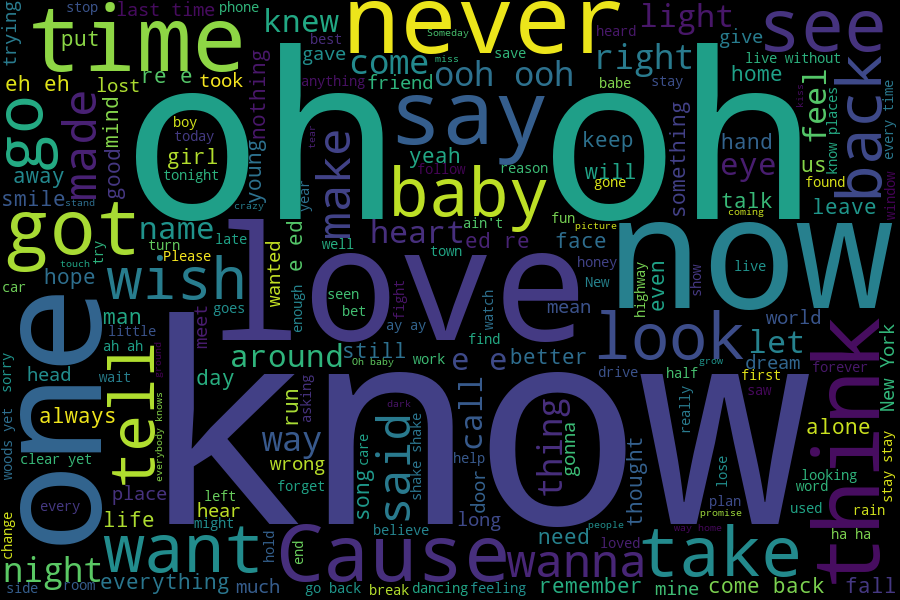 trying
stop
last time
phone
time
put
knew
never
Someday
best
gave
come
miss
heard
light
give
see
right
save
live without
home
eh eh
lost
re e
took
nothing
anything
friend
ooh ooh
babe
stay
kiss
feel
back
every time
know places
go
made
mind
good
boy
today
girl
tonight
young
oh oh
tear
make
year
say
yeah
follow
reason
baby
keep
will
gone
something
hand
eye
us
found
talk
coming
leave
window
away
smile
stand
crazy
got
name
late
turn
try
touch
Please
wish
wanted
ed
e
enough
well
heart
ed re
ain't
town
fun
picture
face
honey
New
now
live
even
highway
show
car
hope
man
little
ah ah
goes
meet
love
seen
bet
fight
ay ay
watch
find
mean
look
world
let
dream
one
sorry
head
wait
tell
ground
around
still
Oh baby
work
e e
better
drive
half
grow
first
saw
forever
New York
think
day
know
run
asking
dark
call
always
everybody knows
woods yet
clear yet
way
wrong
forget
song
care
said
shake shake
help
door
thing
gonna
thought
really
lose
plan
promise
alone
looking
word
used
rain
stay stay
every
place
left
hear
might
life
change
night
side
room
everything
want
much
hold
end
Cause
go back
break
believe
long
wanna
dancing
feeling
need
people
loved
remember
take
way home
mine
come back
ha ha
fall